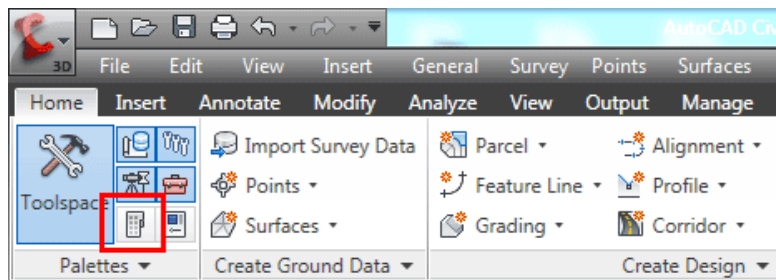 AutoCAD Civ
3D File Edit View Insert General Survey Points Surfaces
Home Insert Annotate Modify Analyze View Output Manage
Import Survey Data Parcel Alignment
Toolspace Points Feature Line Profile
Surfaces Grading Corridor
Palettes Create Ground Data Create Design